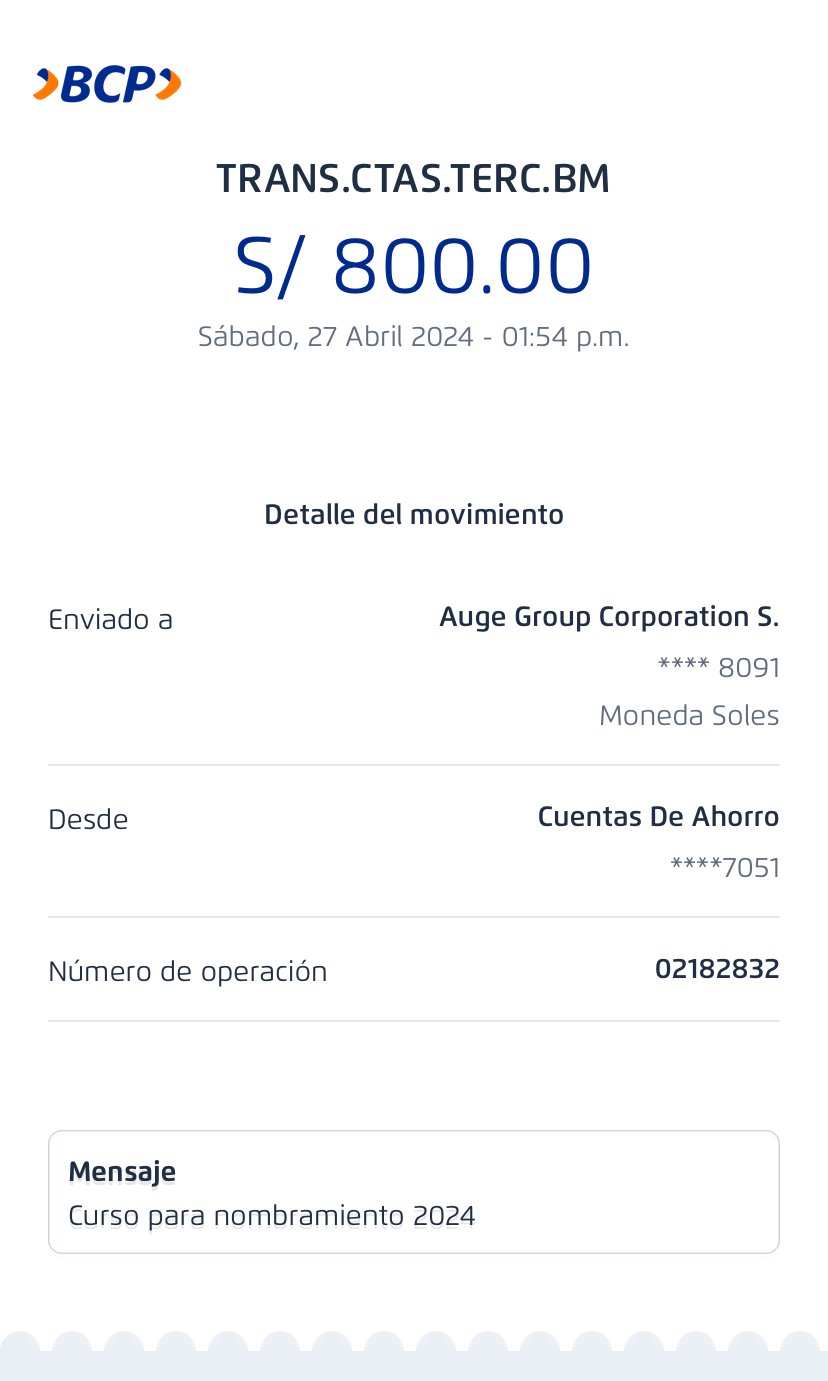 BCP
TRANS.CTAS.TERC.BM
S/ 800.00
Sábado, 27 Abril 2024 - 01:54 p.m.
Detalle del movimiento
Enviado a
Auge Group Corporation S.
**** 8091
Moneda Soles
Desde
Cuentas De Ahorro
****7051
Número de operación
02182832
Mensaje
Curso para nombramiento 2024